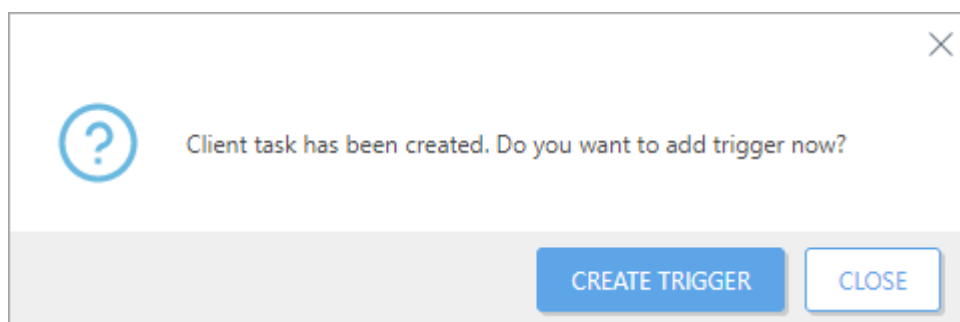 Client task has been created. Do you want to add trigger now?
CREATE TRIGGER
CLOSE